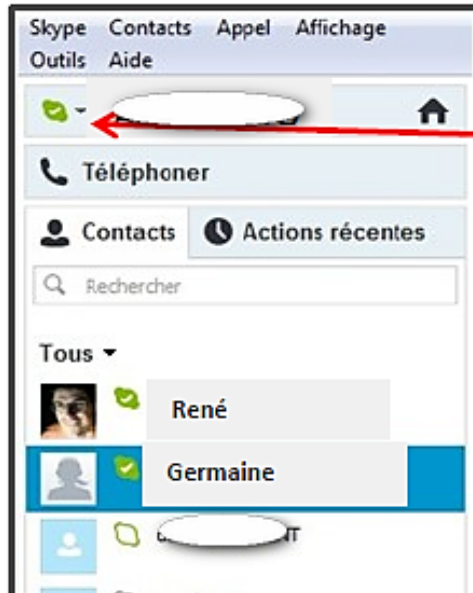 Skype Contacts Appel Affichage
Outils Aide
Téléphoner
Contacts Actions récentes
Rechercher
Tous
René
Germaine